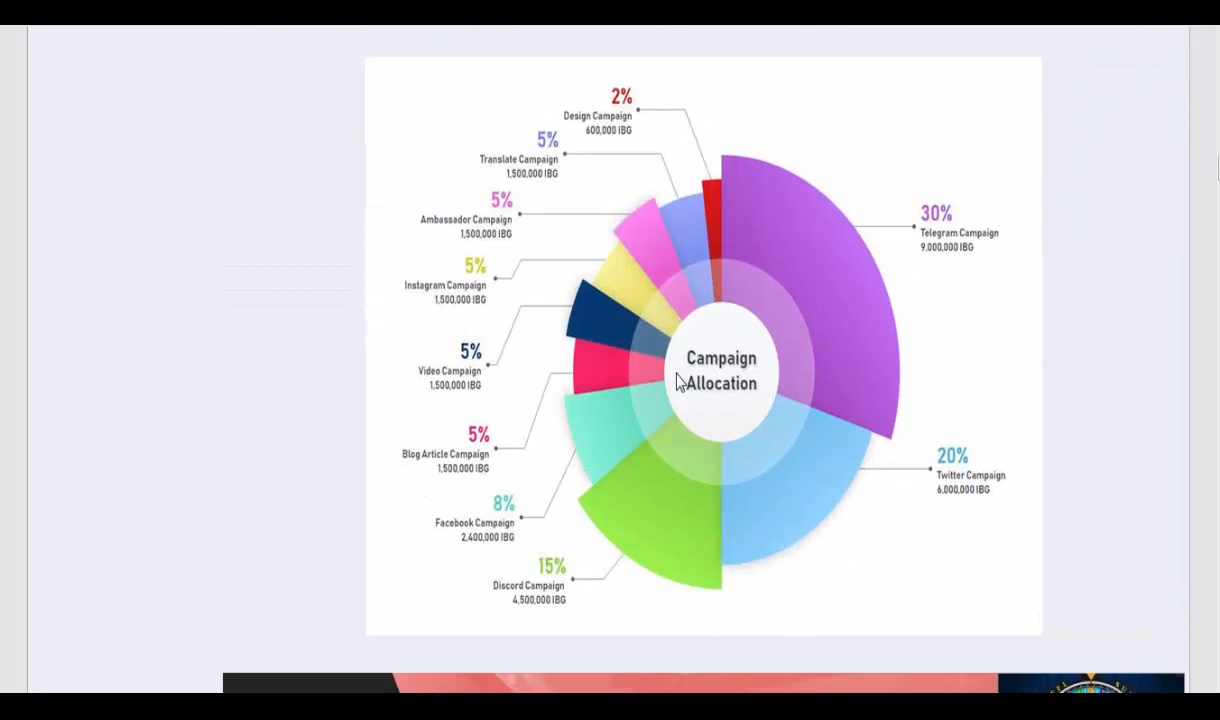 2%
Design Campaign
600,000 IBG
5%
Translate Campaign
1,500,000 IBG
5%
Ambassador Campaign
1,500,000 IBG
5%
Instagram Campaign
1,500,000 IBG
5%
Video Campaign
1,500,000 IBG
5%
Blog Article Campaign
1,500,000 IBG
8%
Facebook Campaign
2,400,000 IBG
15%
Discord Campaign
4,500,000 IBG
Campaign
Allocation
30%
Telegram Campaign
9,000,000 IBG
20%
Twitter Campaign
6,000,000 IBG